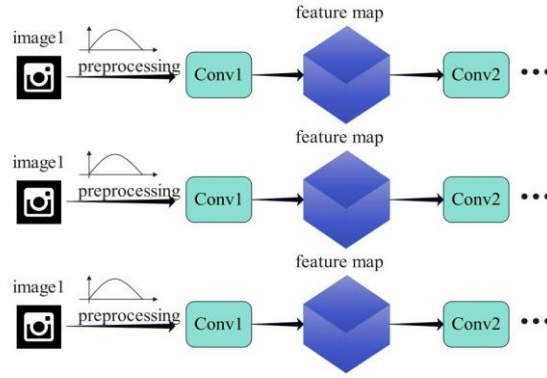 feature map
image1
preprocessing
Conv1
Conv2
feature map
image1
preprocessing
Conv1
Conv2
feature map
image1
preprocessing
Conv1
Conv2